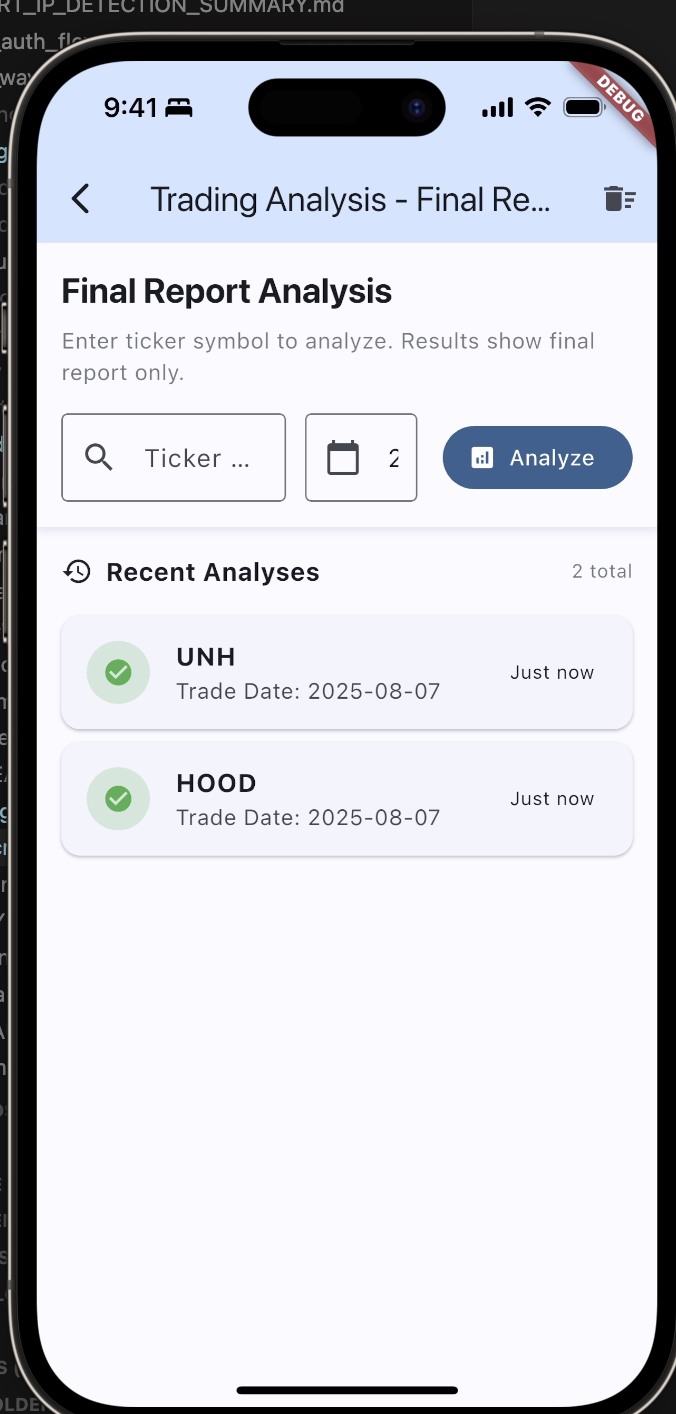 RT_IP_DETECTION_SUMMARY.md
9:41
DEBUG
Trading Analysis - Final Re...
Final Report Analysis
Enter ticker symbol to analyze. Results show final
report only.
Ticker ...
2
Analyze
Recent Analyses
2 total
UNH
Trade Date: 2025-08-07
Just now
HOOD
Trade Date: 2025-08-07
Just now